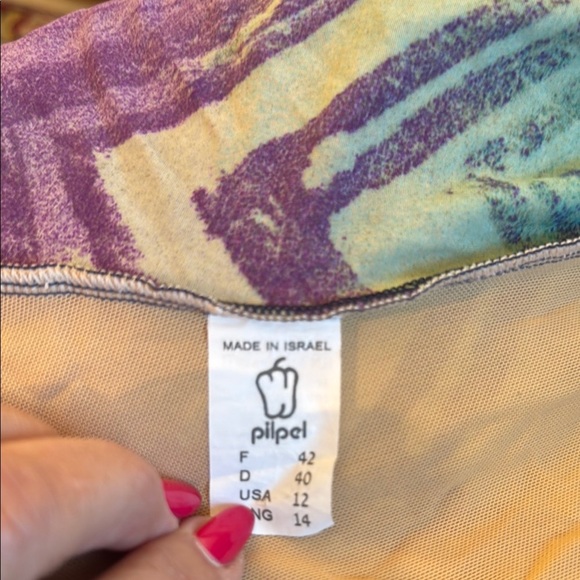 MADE IN ISRAEL
pilpel
F 42
D 40
USA 12
NG 14